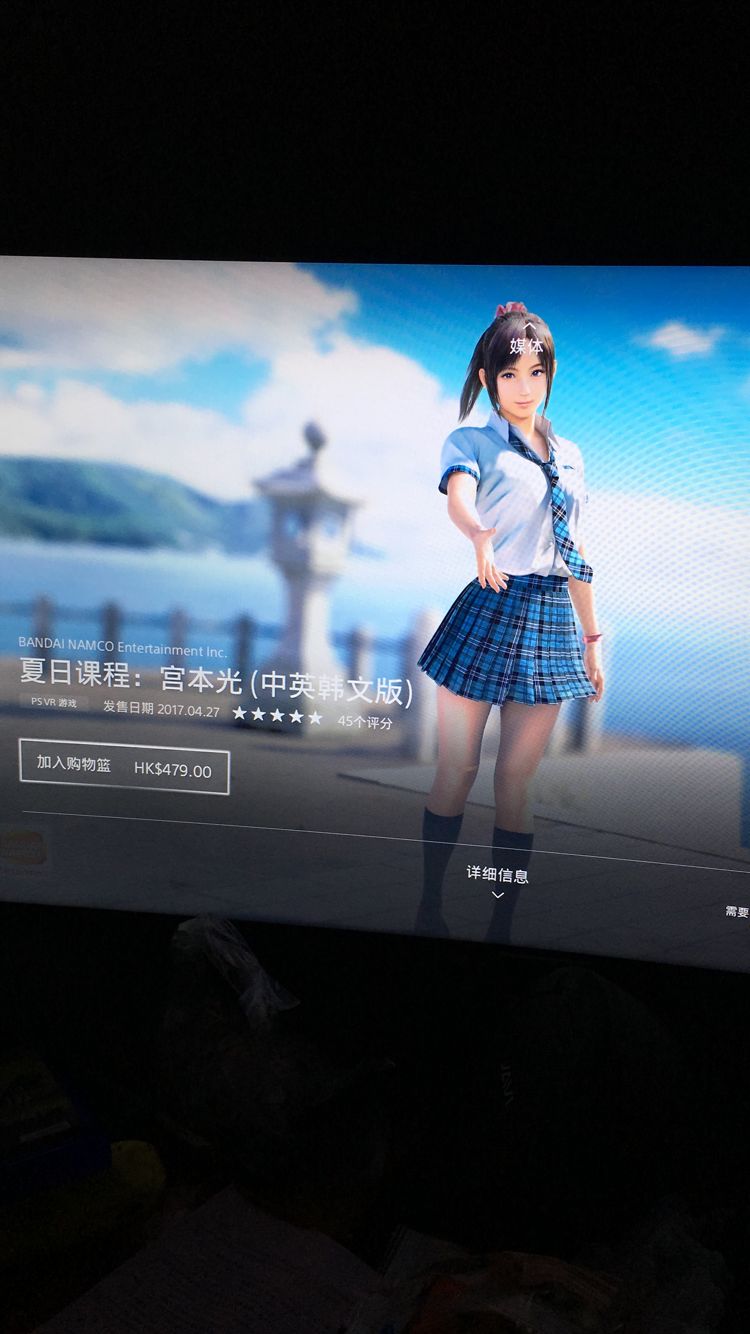 媒体
BANDAI NAMCO Entertainment Inc.
夏日课程：宫本光 (中英韩文版)
PS VR 游戏 发售日期 2017.04.27 ★★★★★ 45个评分
加入购物篮 HK$479.00
详细信息
需要